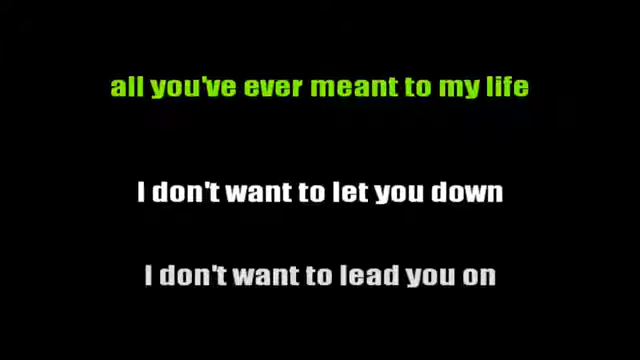 all you've ever meant to my life
I don't want to let you down
I don't want to lead you on